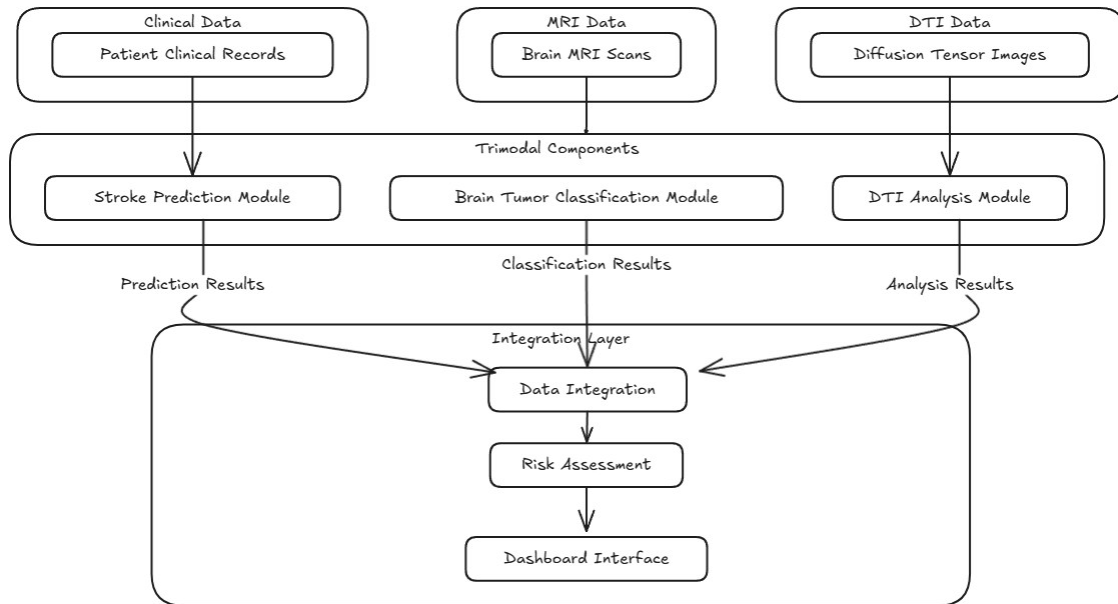 Clinical Data
MRI Data
DTI Data
Patient Clinical Records
Brain MRI Scans
Diffusion Tensor Images
Trimodal Components
Stroke Prediction Module
Brain Tumor Classification Module
DTI Analysis Module
Classification Results
Prediction Results
Analysis Results
Integration Layer
Data Integration
Risk Assessment
Dashboard Interface